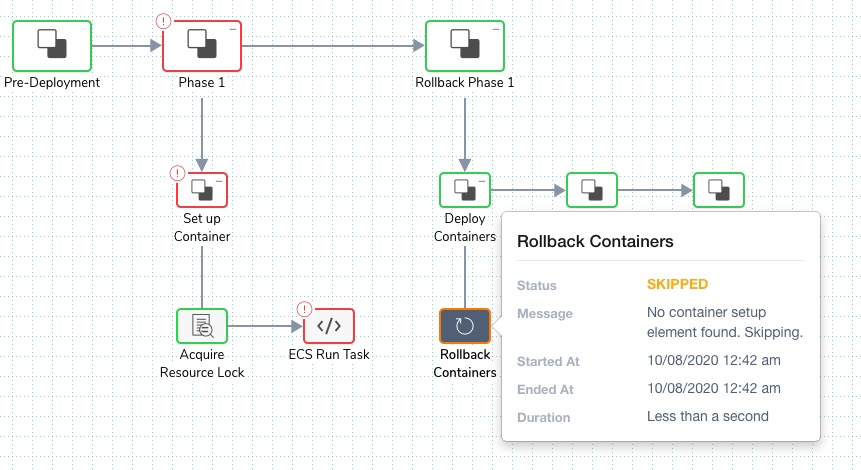 Pre-Deployment
!
Phase 1
Rollback Phase 1
!
Set up
Container
Deploy
Containers
Acquire
Resource Lock
!
</>
ECS Run Task
Rollback
Containers
Rollback Containers
Status SKIPPED
Message No container setup
element found. Skipping.
Started At 10/08/2020 12:42 am
Ended At 10/08/2020 12:42 am
Duration Less than a second